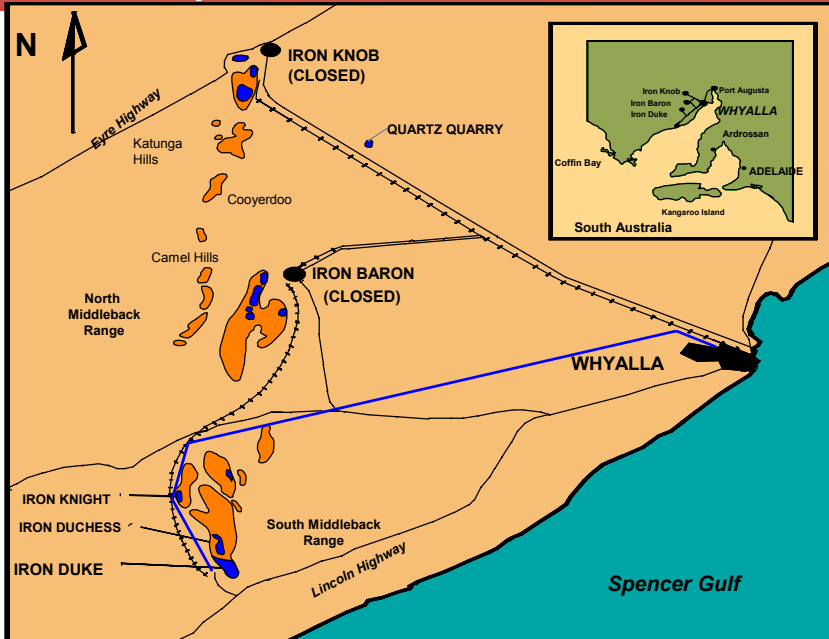 N
IRON KNOB
(CLOSED)
Eyre Highway
Katunga
Hills
QUARTZ QUARRY
Cooyerdoo
Camel Hills
IRON BARON
(CLOSED)
North
Middleback
Range
WHYALLA
IRON KNIGHT
IRON DUCHESS
IRON DUKE
South Middleback
Range
Lincoln Highway
Spencer Gulf
Iron Knob
Port Augusta
Iron Baron
WHYALLA
Iron Duke
Ardrossan
Coffin Bay
ADELAIDE
Kangaroo Island
South Australia